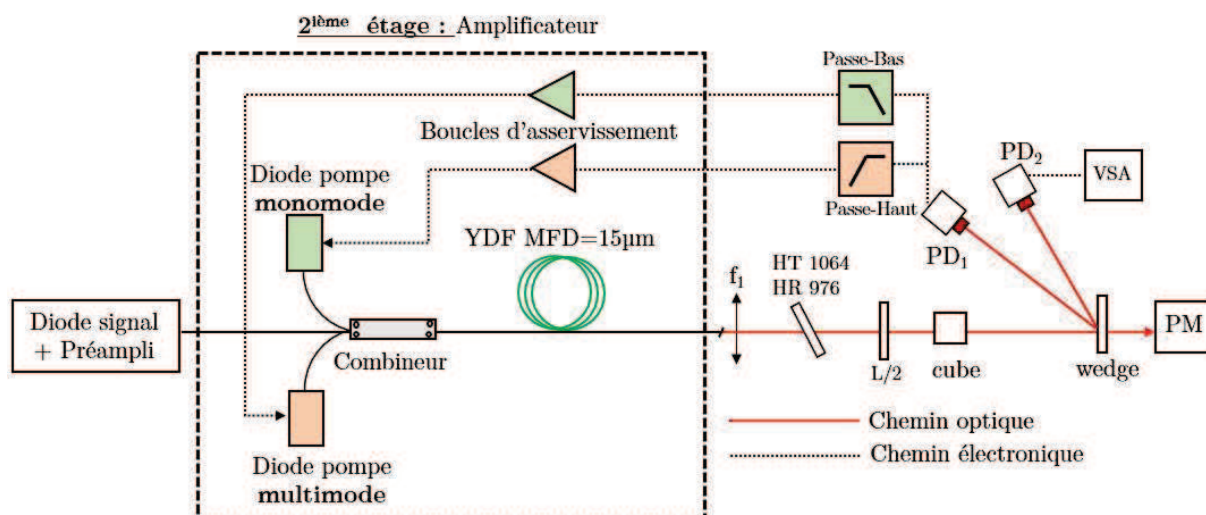 2ième étage : Amplificateur
Passe-Bas
Boucles d'asservissement
Passe-Haut
PD2
VSA
PD1
Diode pompe
monomode
YDF MFD=15µm
HT 1064
HR 976
f1
Diode signal
+ Préampli
Combineur
L/2
cube
wedge
PM
Chemin optique
Chemin électronique
Diode pompe
multimode